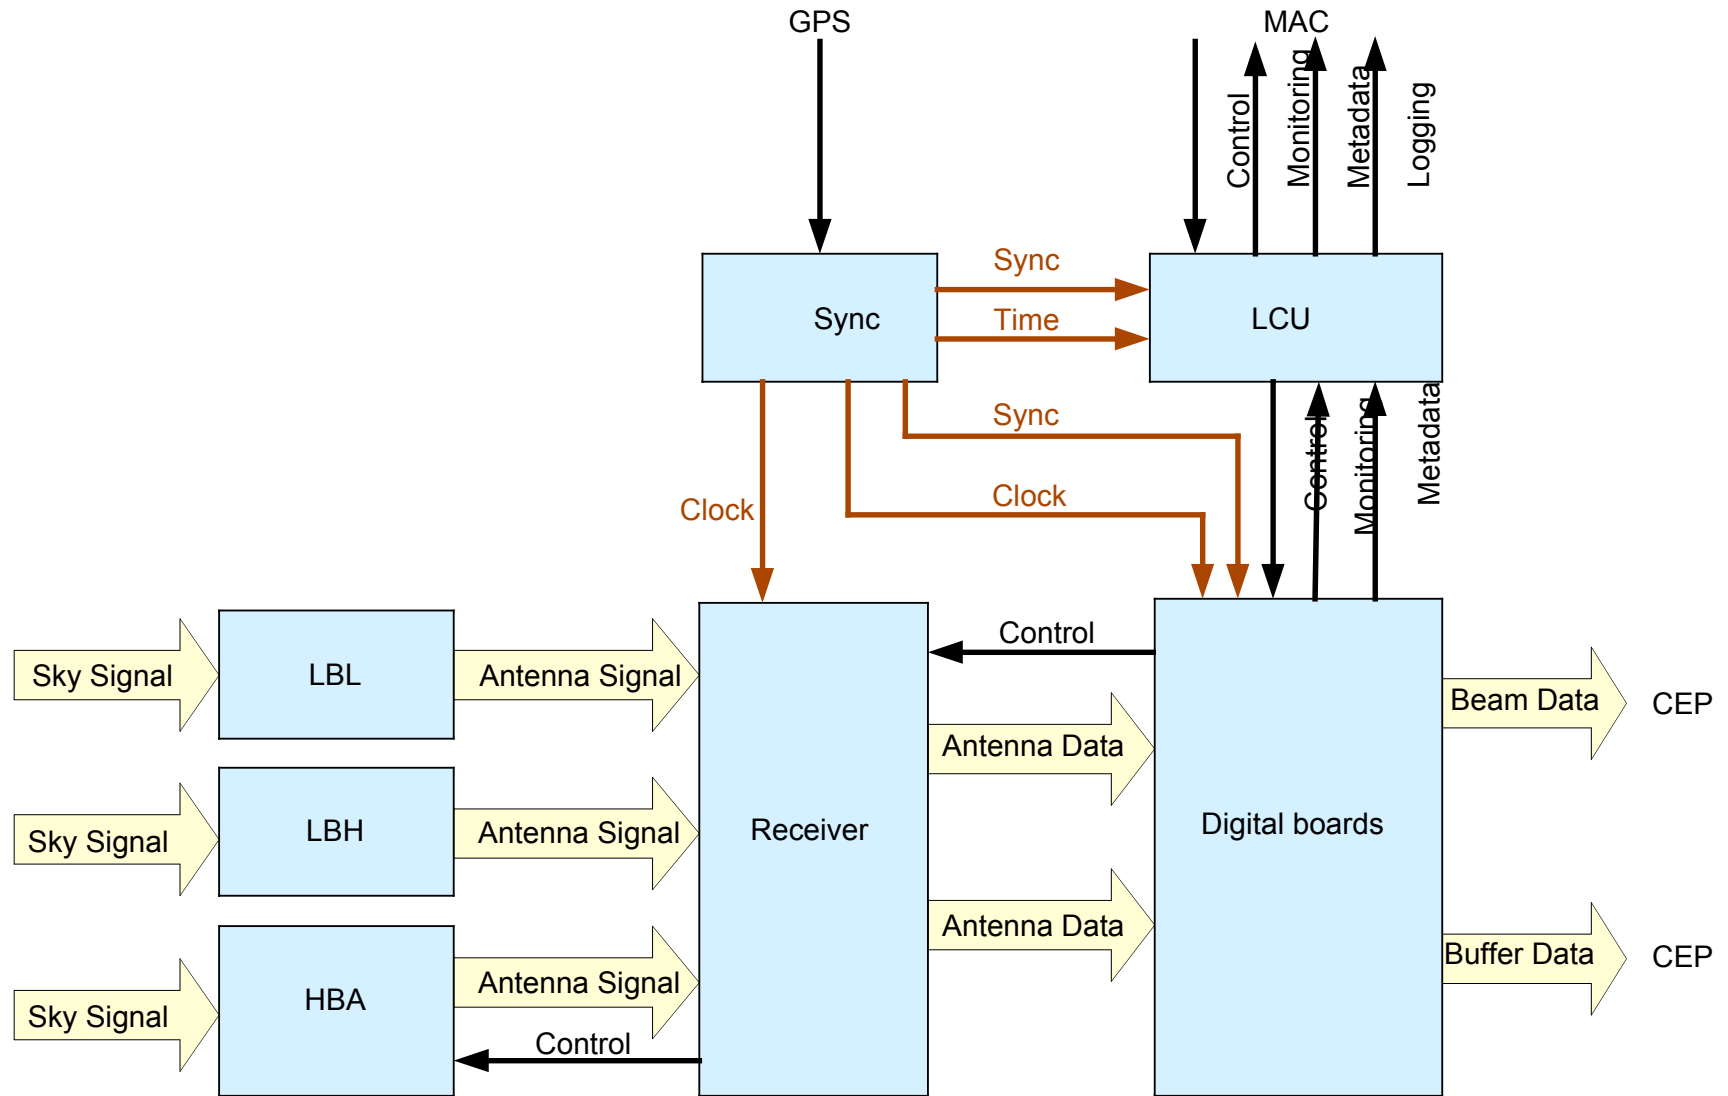 GPS
MAC
Control
Monitoring
Metadata
Logging
Sync
Sync
Time
LCU
Sync
Control
Monitoring
Metadata
Clock
Clock
Control
Sky Signal
LBL
Antenna Signal
Beam Data
CEP
Antenna Data
Sky Signal
LBH
Antenna Signal
Receiver
Digital boards
Antenna Data
Buffer Data
CEP
Sky Signal
HBA
Antenna Signal
Control